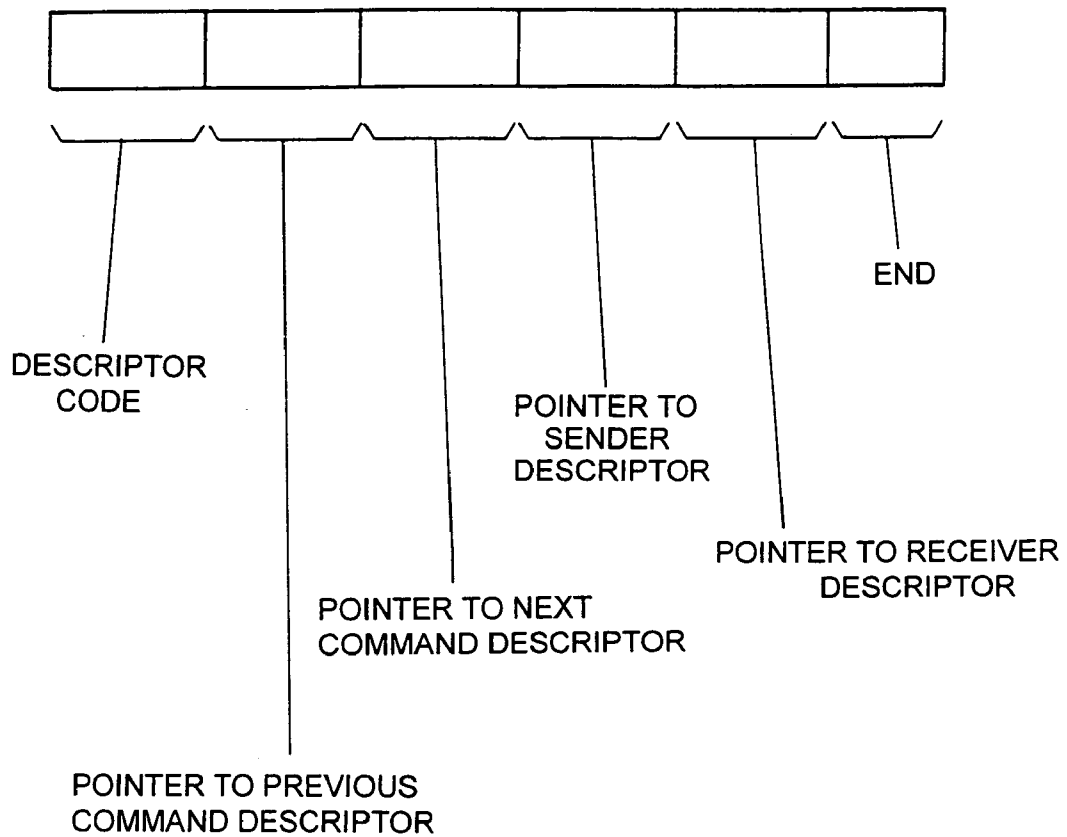 DESCRIPTOR
CODE
POINTER TO PREVIOUS
COMMAND DESCRIPTOR
POINTER TO NEXT
COMMAND DESCRIPTOR
POINTER TO
SENDER
DESCRIPTOR
POINTER TO RECEIVER
DESCRIPTOR
END